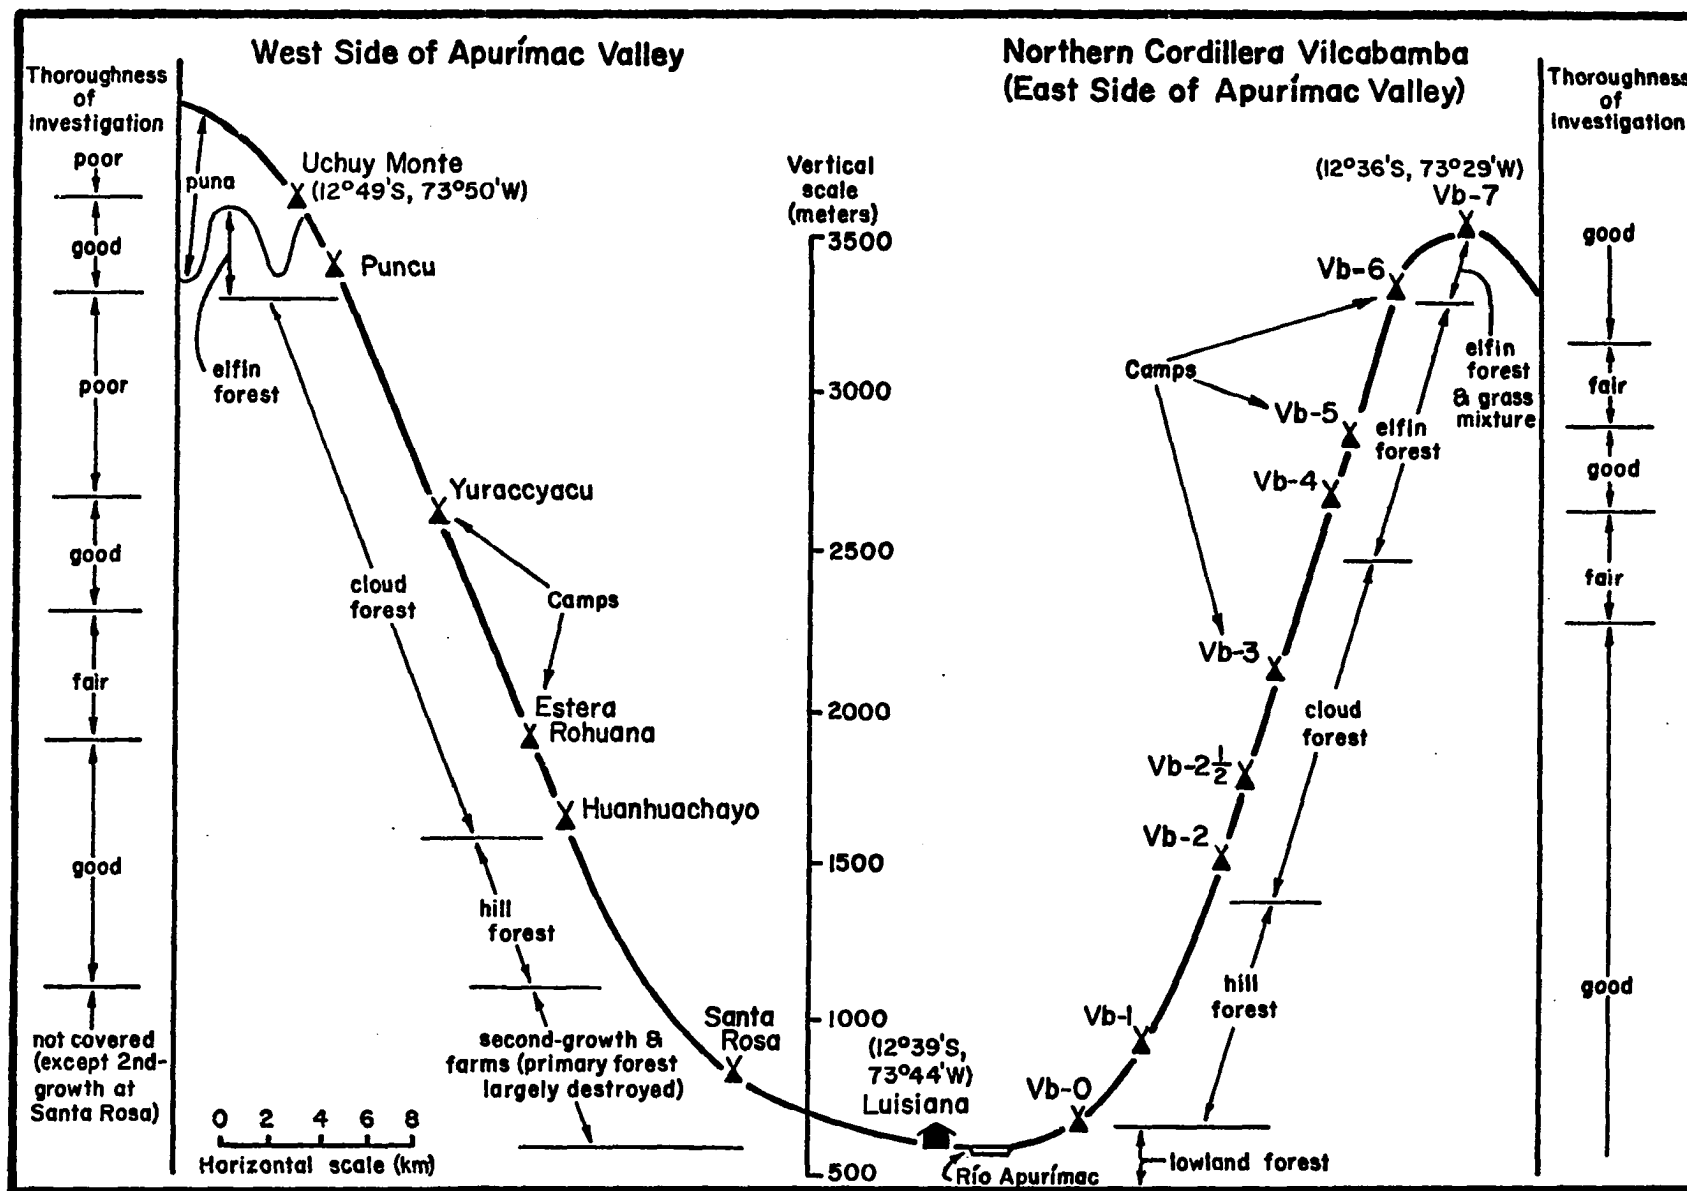 West Side of Apurímac Valley
Northern Cordillera Vilcabamba
(East Side of Apurímac Valley)
Thoroughness
of
investigation
poor
good
poor
good
fair
good
not covered
(except 2nd-
growth at
Santa Rosa)
puna
elfin
forest
Uchuy Monte
(12°49'S, 73°50'W)
Puncu
Yuraccyacu
Camps
Estera
Rohuana
Huanhuachayo
Santa
Rosa
cloud
forest
hill
forest
second-growth &
farms (primary forest
largely destroyed)
0 2 4 6 8
Horizontal scale (km)
Vertical
scale
(meters)
3500
3000
2500
2000
1500
1000
500
(12°39'S,
73°44'W)
Luisiana
Río Apurímac
(12°36'S, 73°29'W)
Vb-7
Vb-6
Camps
Vb-5
Vb-4
Vb-3
Vb-2½
Vb-2
Vb-1
Vb-0
elfin
forest
& grass
mixture
elfin
forest
cloud
forest
hill
forest
lowland forest
Thoroughness
of
investigation
good
fair
good
fair
good